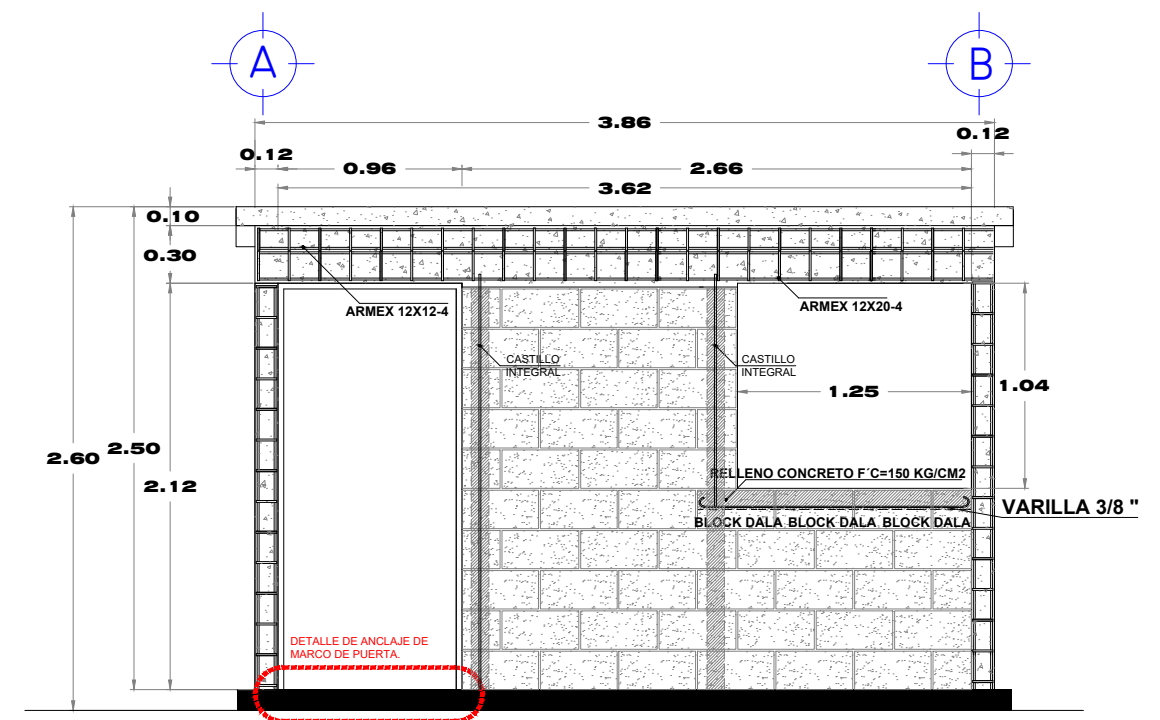 A
B
3.86
0.12
0.12
0.96
2.66
3.62
0.10
0.30
ARMEX 12X12-4
ARMEX 12X20-4
CASTILLO
INTEGRAL
CASTILLO
INTEGRAL
1.25
1.04
2.60
2.50
2.12
RELLENO CONCRETO F´C=150 KG/CM2
VARILLA 3/8 "
BLOCK DALA BLOCK DALA BLOCK DALA
DETALLE DE ANCLAJE DE
MARCO DE PUERTA.